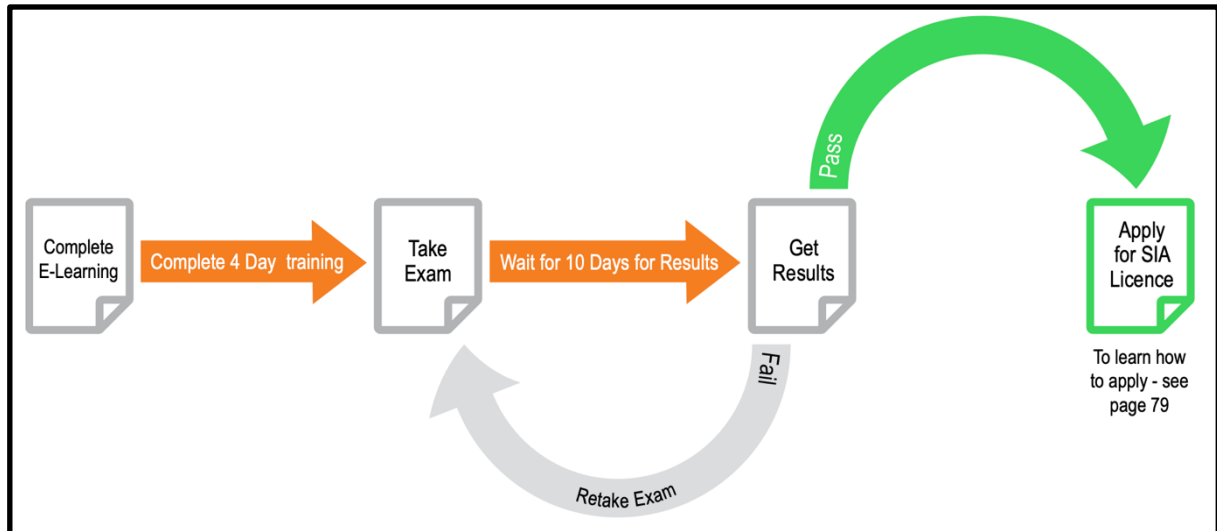 Complete
E-Learning
Complete 4 Day training
Take
Exam
Wait for 10 Days for Results
Get
Results
Pass
Apply
for SIA
Licence
To learn how
to apply - see
page 79
Fail
Retake Exam